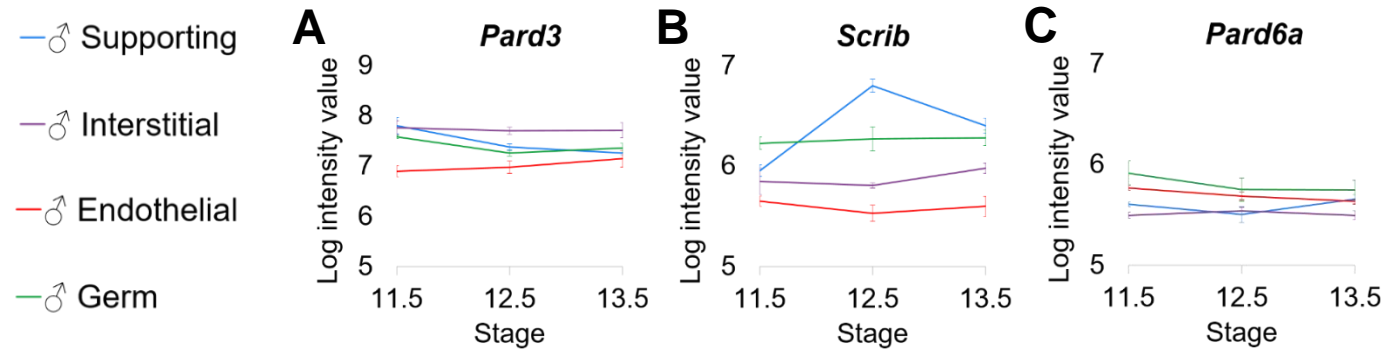 ♂ Supporting
♂ Interstitial
♂ Endothelial
♂ Germ
A
Pard3
Log intensity value
9
8
7
6
5
11.5 12.5 13.5
Stage
B
Scrib
Log intensity value
7
6
5
11.5 12.5 13.5
Stage
C
Pard6a
Log intensity value
7
6
5
11.5 12.5 13.5
Stage